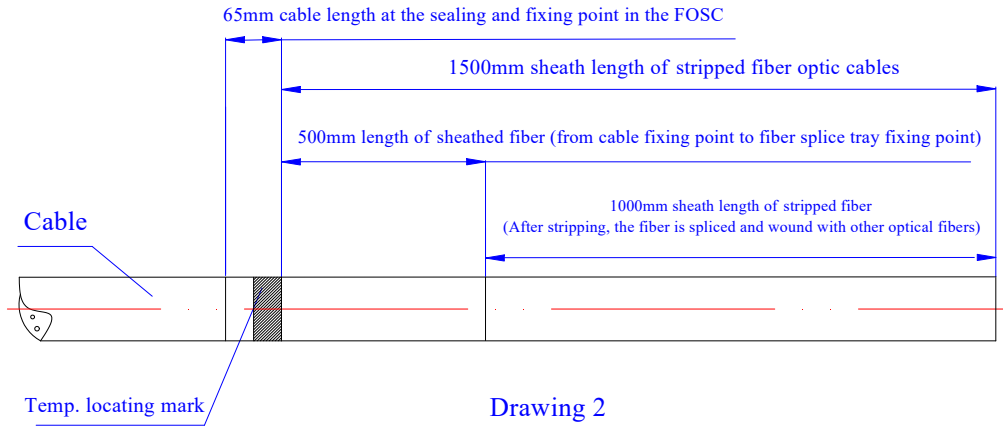 65mm cable length at the sealing and fixing point in the FOSC
1500mm sheath length of stripped fiber optic cables
500mm length of sheathed fiber (from cable fixing point to fiber splice tray fixing point)
1000mm sheath length of stripped fiber
(After stripping, the fiber is spliced and wound with other optical fibers)
Cable
Temp. locating mark
Drawing 2